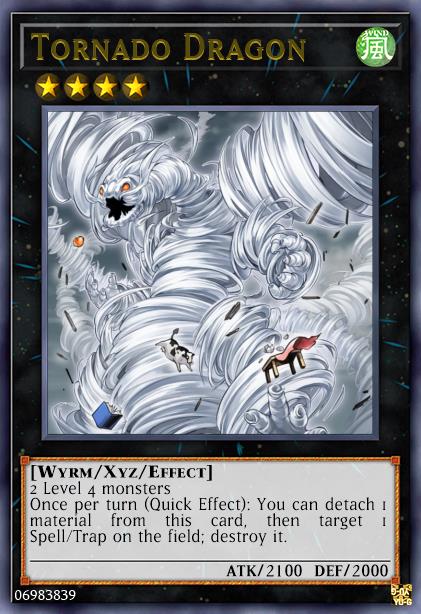 Tornado Dragon
WIND
風
[Wyrm/Xyz/Effect]
2 Level 4 monsters
Once per turn (Quick Effect): You can detach 1
material from this card, then target 1
Spell/Trap on the field; destroy it.
ATK/2100 DEF/2000
06983839